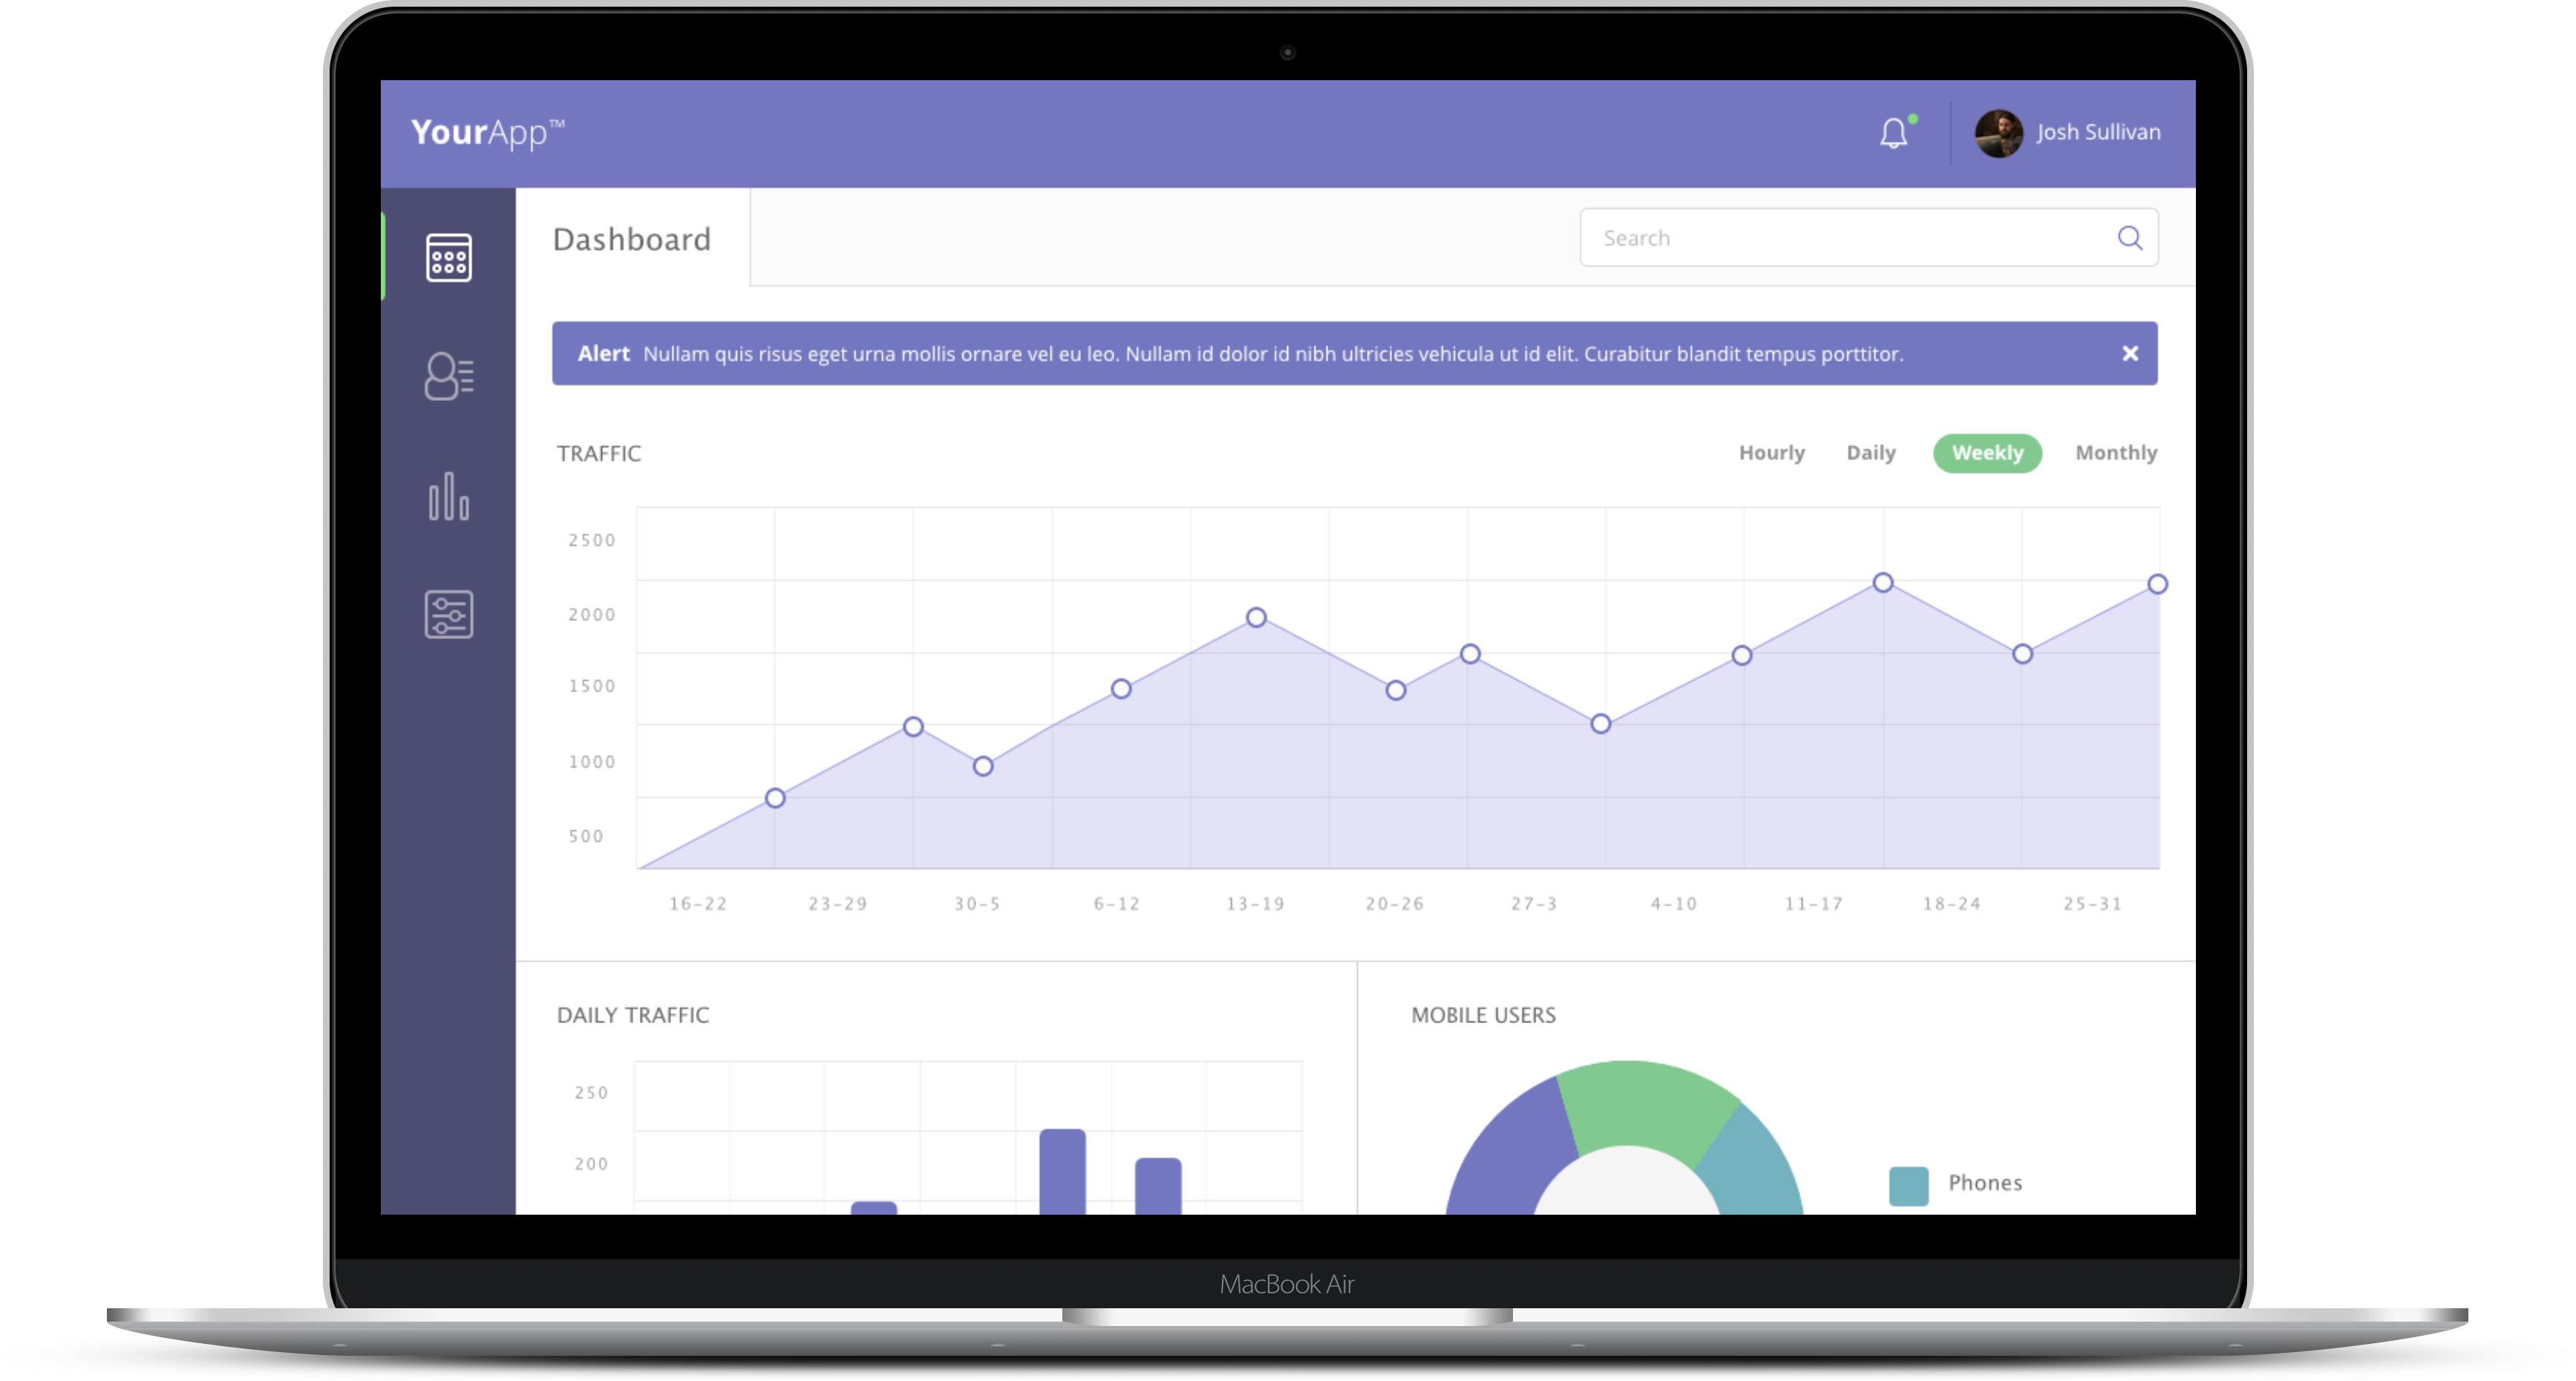 YourApp™
Josh Sullivan
Dashboard
Search
Alert Nullam quis risus eget urna mollis ornare vel eu leo. Nullam id dolor id nibh ultricies vehicula ut id elit. Curabitur blandit tempus porttitor.
TRAFFIC
Hourly Daily Weekly Monthly
2500
2000
1500
1000
500
16-22 23-29 30-5 6-12 13-19 20-26 27-3 4-10 11-17 18-24 25-31
DAILY TRAFFIC
250
200
MOBILE USERS
Phones
MacBook Air